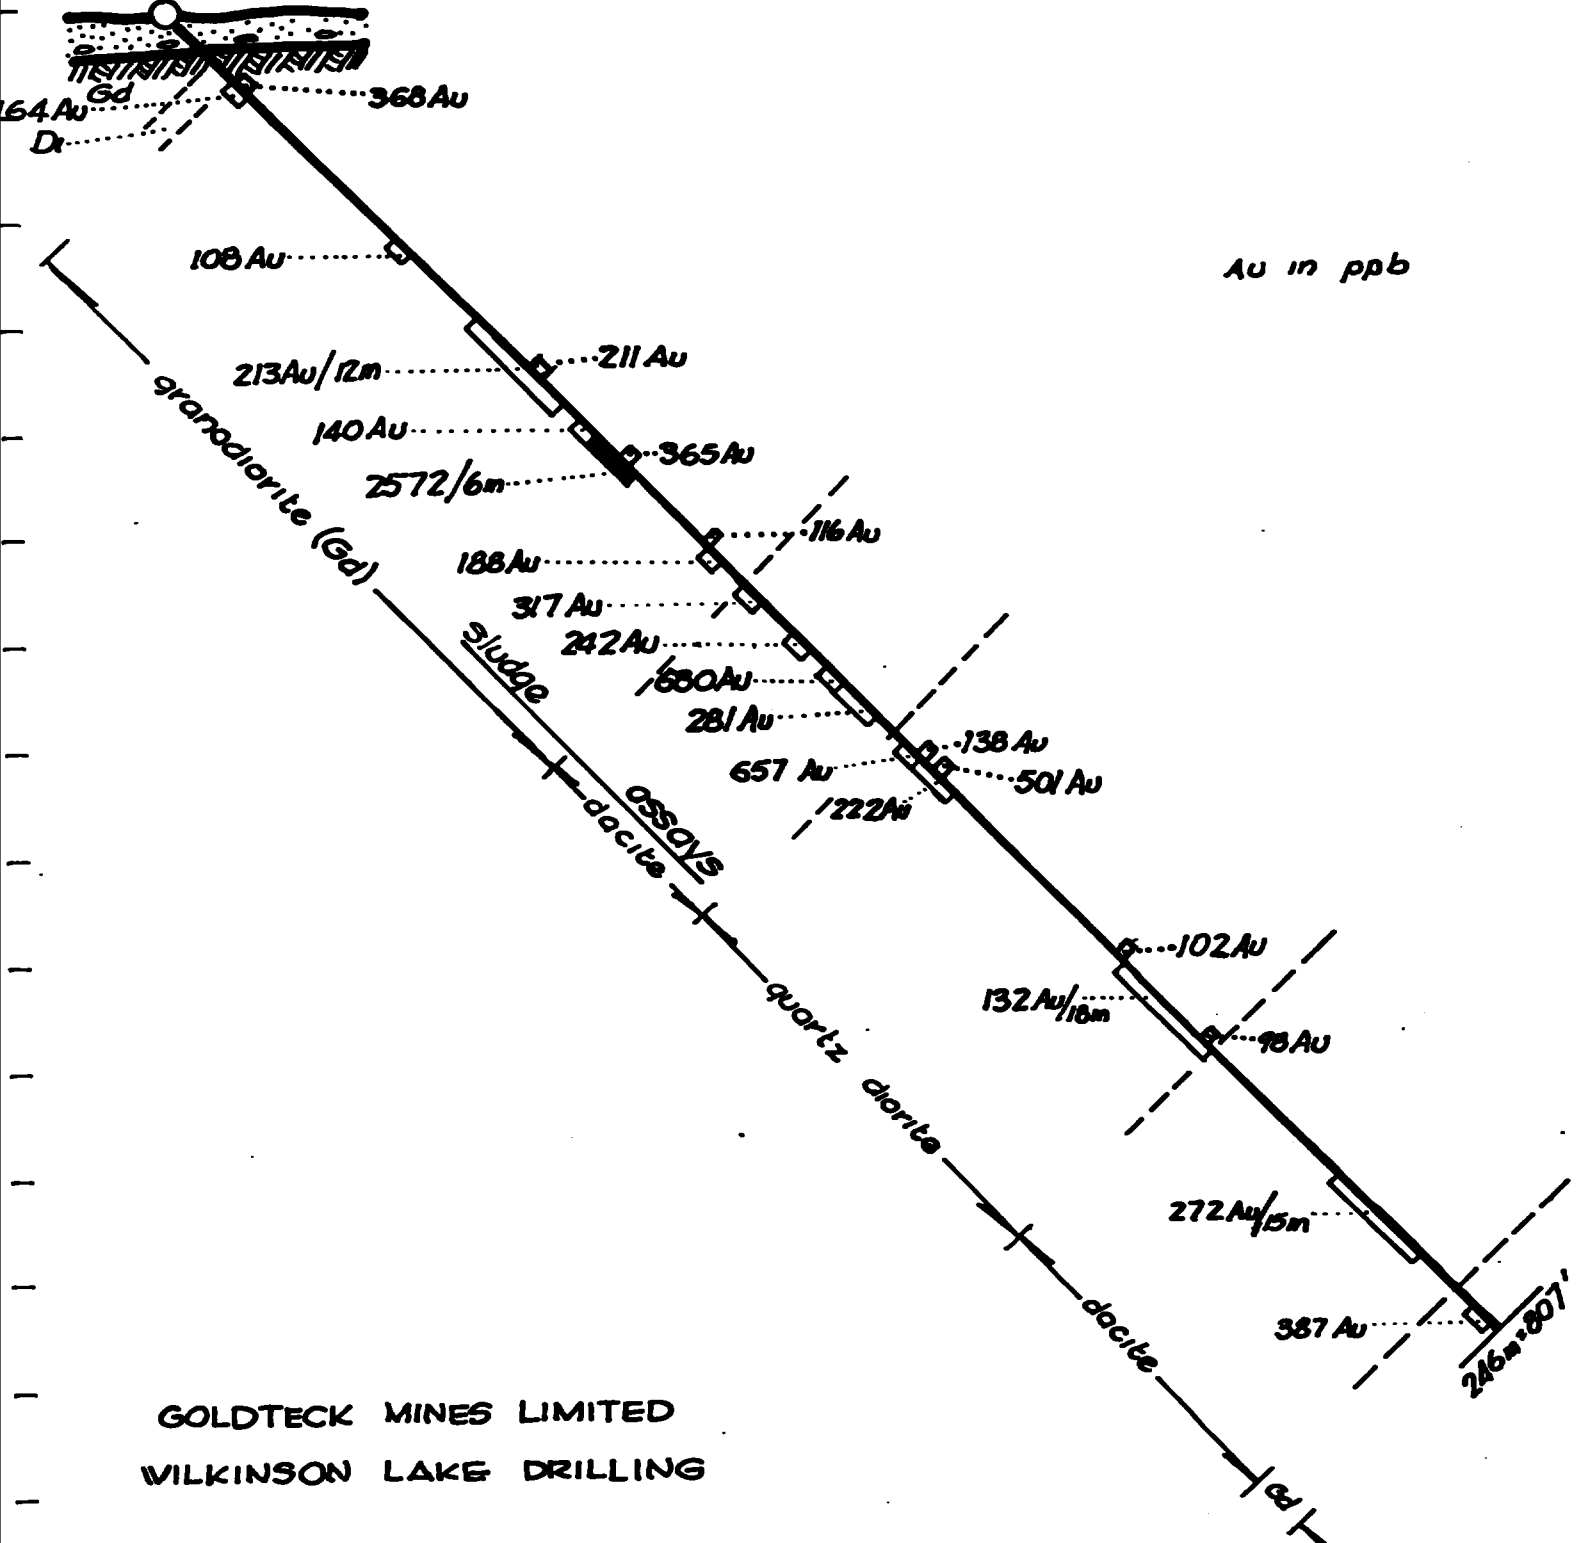 Gd
164 Au
368 Au
Di
108 Au
Au in ppb
213 Au/12m
211 Au
140 Au
365 Au
2572/6m
116 Au
188 Au
317 Au
242 Au
680 Au
281 Au
138 Au
657 Au
501 Au
222 Au
granodiorite (Gd)
sludge assays
dacite
102 Au
132 Au/18m
98 Au
quartz diorite
272 Au/15m
387 Au
246m=807'
dacite
Gd
GOLDTECK MINES LIMITED
WILKINSON LAKE DRILLING